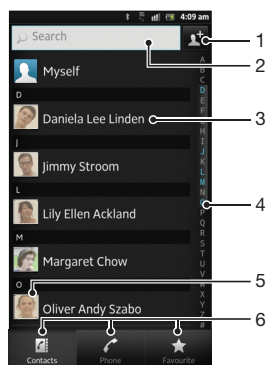 3G 4:09 am
Search
1
2
Myself
D
Daniela Lee Linden
3
J
Jimmy Stroom
L
Lily Ellen Ackland
4
M
Margaret Chow
5
O
Oliver Andy Szabo
6
Contacts Phone Favourite
A
B
C
D
E
F
G
H
I
J
K
L
M
N
P
Q
R
S
T
U
V
W
X
Y
Z
#